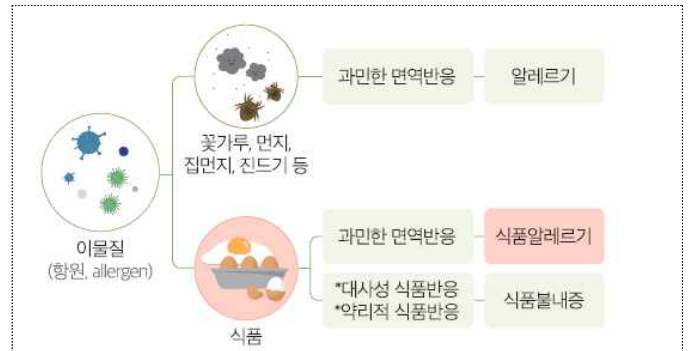 과민한 면역반응
알레르기
꽃가루, 먼지,
집먼지, 진드기 등
이물질
(항원, allergen)
과민한 면역반응
식품알레르기
*대사성 식품반응
*약리적 식품반응
식품불내증
식품